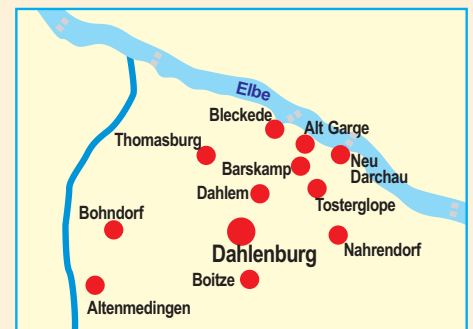 Elbe
Bleckede
Alt Garge
Thomasburg
Neu
Darchau
Barskamp
Dahlem
Tosterglope
Bohndorf
Dahlenburg
Nahrendorf
Boitze
Altenmedingen